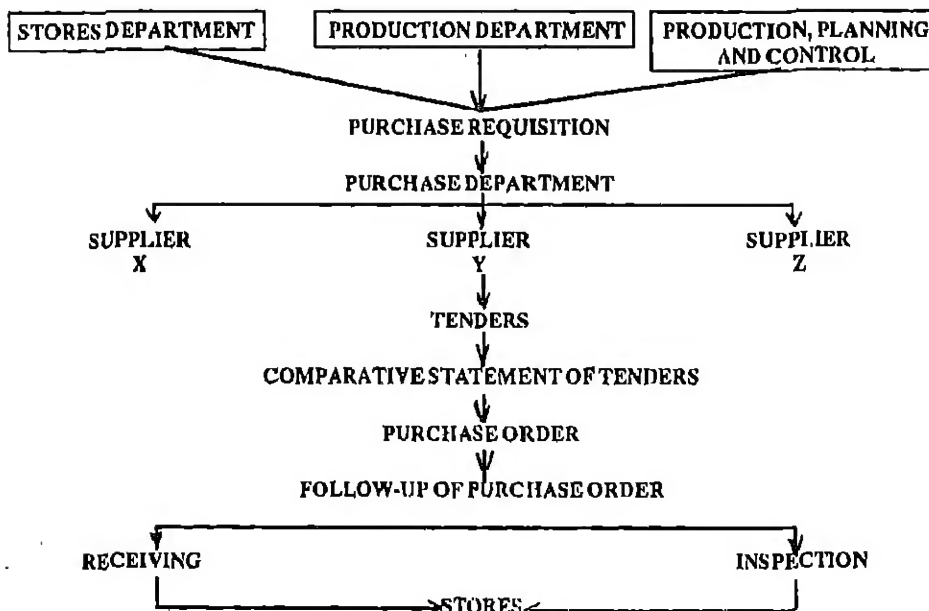 STORES DEPARTMENT
PRODUCTION DEPARTMENT
PRODUCTION, PLANNING
AND CONTROL
PURCHASE REQUISITION
PURCHASE DEPARTMENT
SUPPLIER
X
SUPPLIER
Y
SUPPLIER
Z
TENDERS
COMPARATIVE STATEMENT OF TENDERS
PURCHASE ORDER
FOLLOW-UP OF PURCHASE ORDER
RECEIVING
INSPECTION
STORES